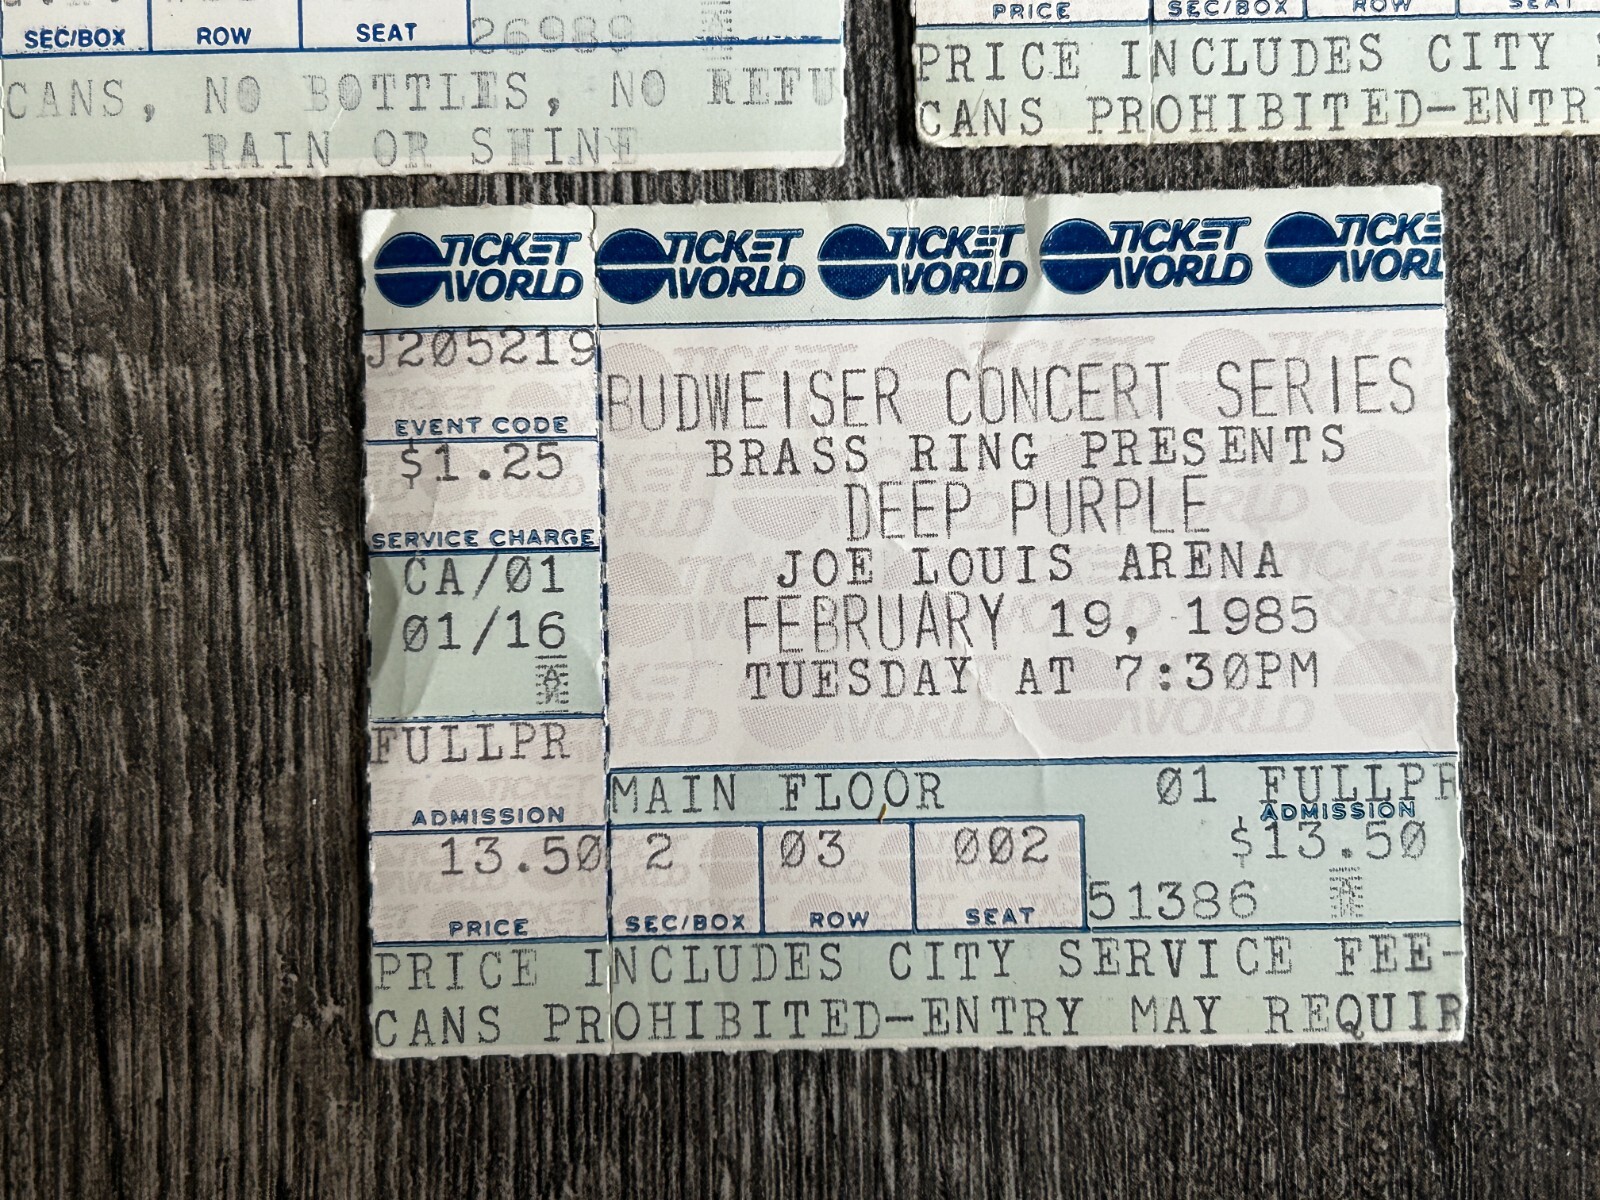 SEC/BOX ROW SEAT 26989
CANS, NO BOTTLES, NO REFU
RAIN OR SHINE
PRICE SEC/BOX ROW SEAT
PRICE INCLUDES CITY
CANS PROHIBITED-ENTR
TICKET WORLD TICKET WORLD TICKET WORLD TICKET WORLD TICKE WORL
J205219
EVENT CODE
$1.25
SERVICE CHARGE
CA/01
01/16
A
FULLPR
ADMISSION
13.50
PRICE
BUDWEISER CONCERT SERIES
BRASS RING PRESENTS
DEEP PURPLE
JOE LOUIS ARENA
FEBRUARY 19, 1985
TUESDAY AT 7:30PM
MAIN FLOOR 01 FULLPR
ADMISSION
2 03 002 $13.50
SEC/BOX ROW SEAT 51386 A
PRICE INCLUDES CITY SERVICE FEE-
CANS PROHIBITED-ENTRY MAY REQUIR